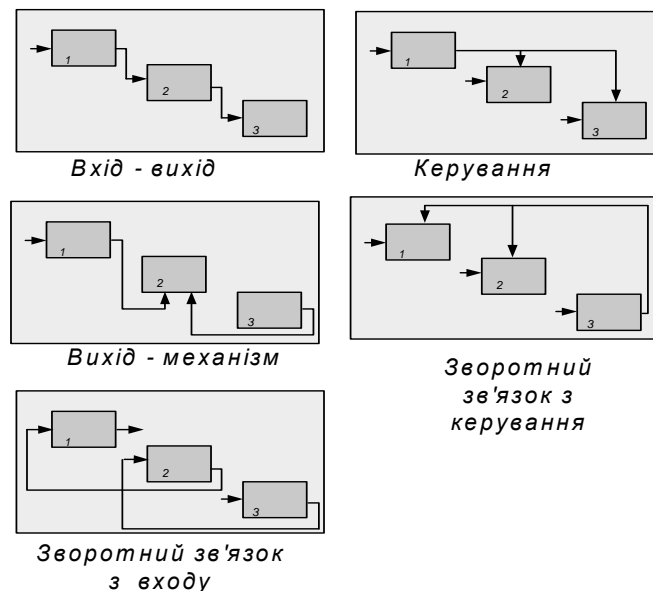 1
2
3
Вхід - вихід
1
2
3
Керування
1
2
3
Вихід - механізм
1
2
3
Зворотний
зв'язок з
керування
1
2
3
Зворотний зв'язок
з входу